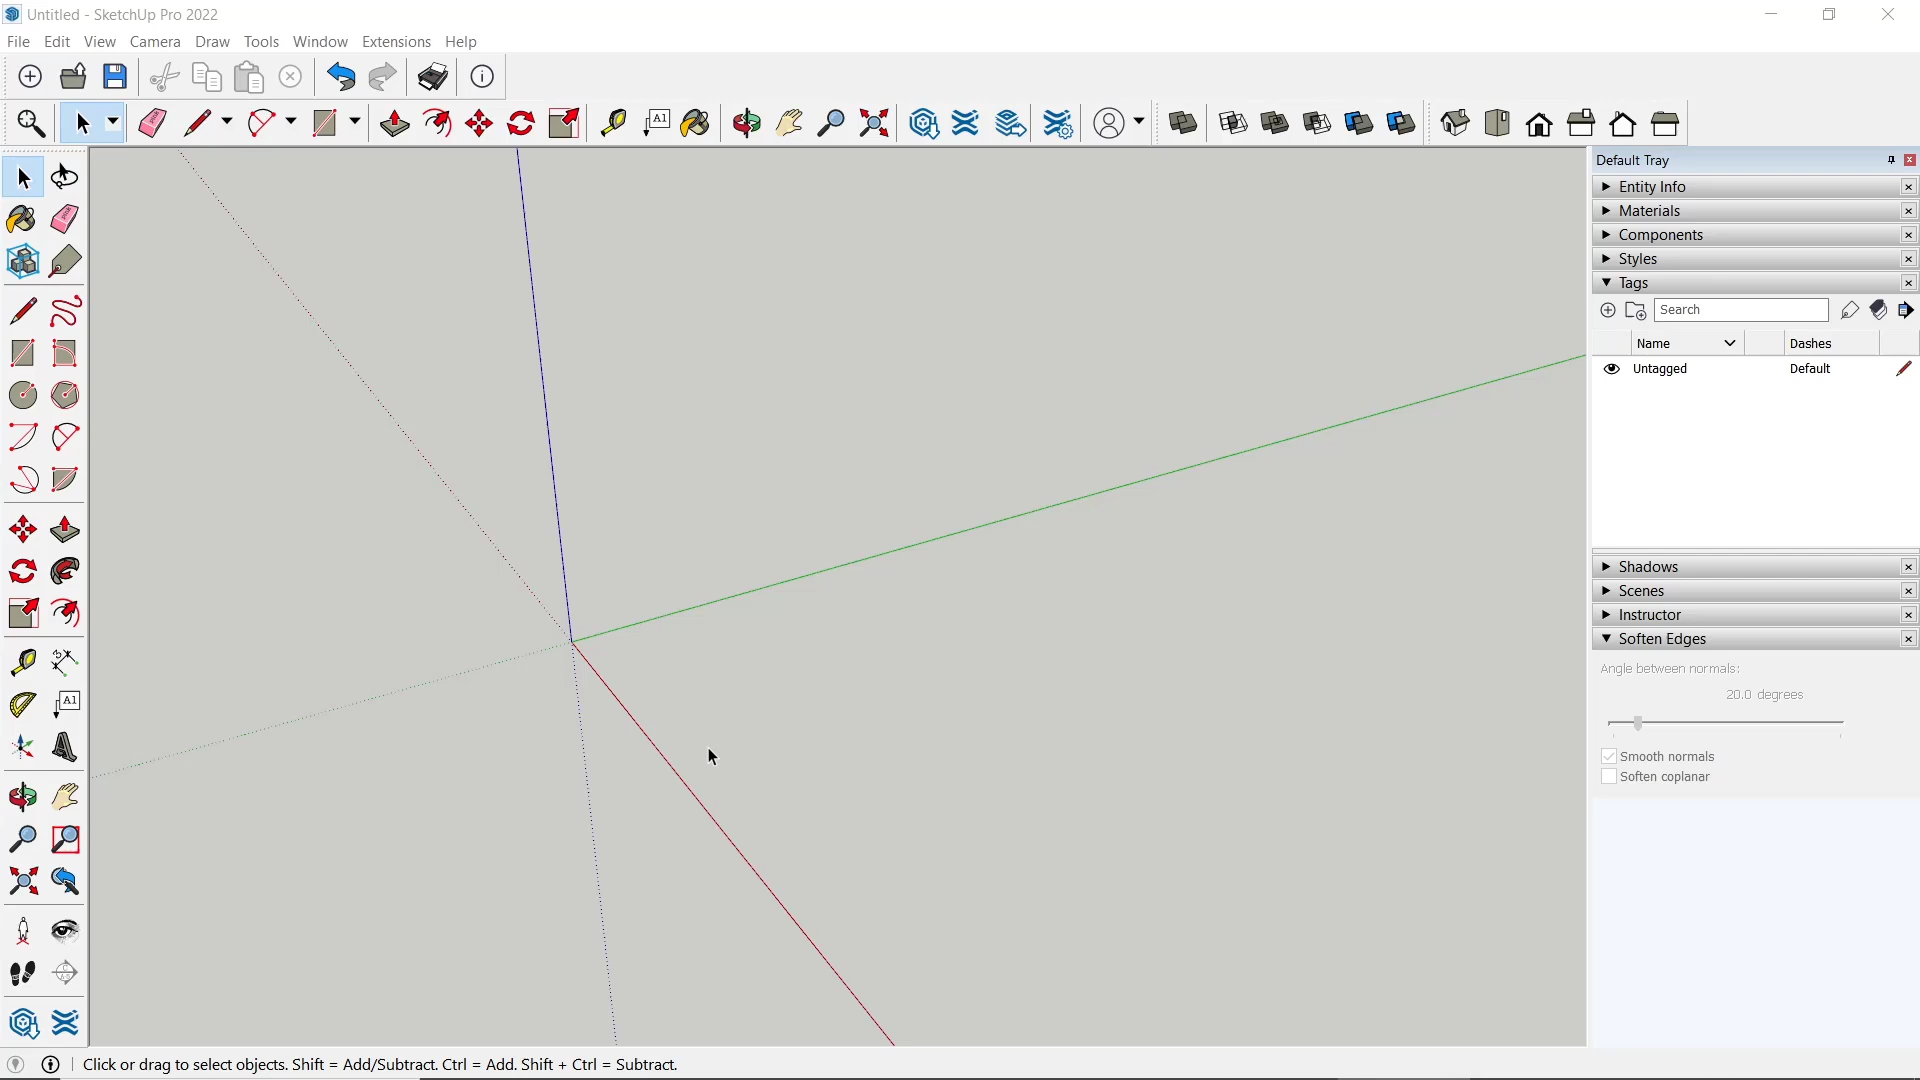 Untitled - SketchUp Pro 2022
File Edit View Camera Draw Tools Window Extensions Help
A1
Default Tray
Entity Info
Materials
Components
Styles
Tags
Search
Name Dashes
Untagged Default
Shadows
Scenes
Instructor
Soften Edges
Angle between normals:
20.0 degrees
Smooth normals
Soften coplanar
A1
Click or drag to select objects. Shift = Add/Subtract. Ctrl = Add. Shift + Ctrl = Subtract.